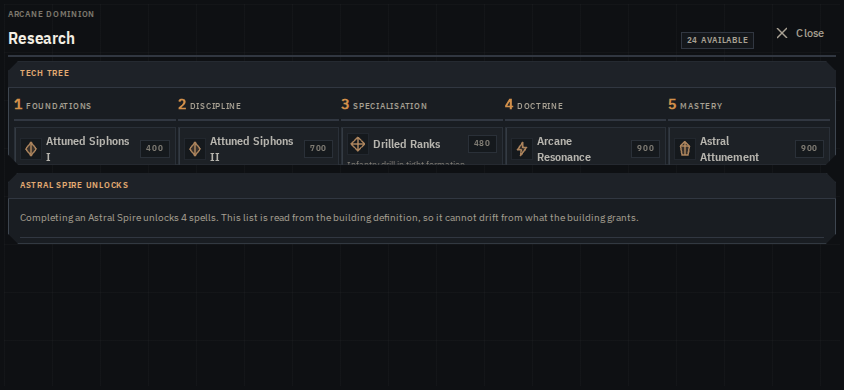 ARCANE DOMINION
Research
24 AVAILABLE
Close
TECH TREE
1 FOUNDATIONS
2 DISCIPLINE
3 SPECIALISATION
4 DOCTRINE
5 MASTERY
Attuned Siphons I
400
Attuned Siphons II
700
Drilled Ranks
480
Arcane Resonance
900
Astral Attunement
900
ASTRAL SPIRE UNLOCKS
Completing an Astral Spire unlocks 4 spells. This list is read from the building definition, so it cannot drift from what the building grants.